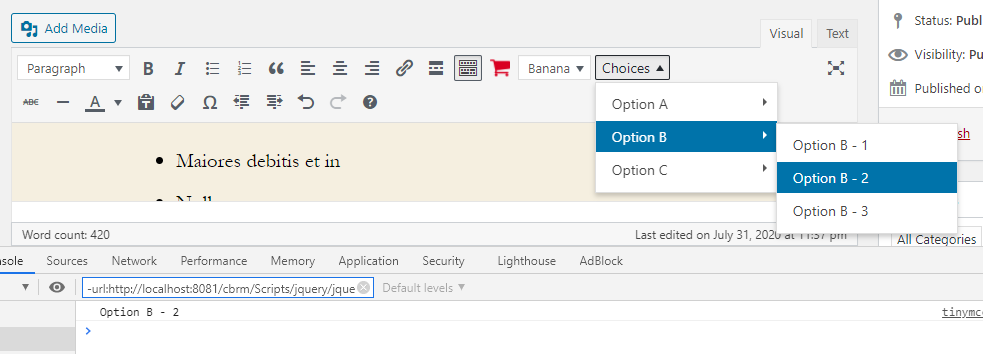 Add Media
Visual Text
Status: Publ
Visibility: Pu
Published on
Paragraph B I Banana Choices
ABC A Ω
Option A
Option B
Option C
Option B - 1
Option B - 2
Option B - 3
sh
Maiores debitis et in
Word count: 420
Last edited on July 31, 2020 at 11:37 pm
All Categories
nsole Sources Network Performance Memory Application Security Lighthouse AdBlock
-url:http://localhost:8081/cbrm/Scripts/jquery/jque Default levels
Option B - 2 tinymc